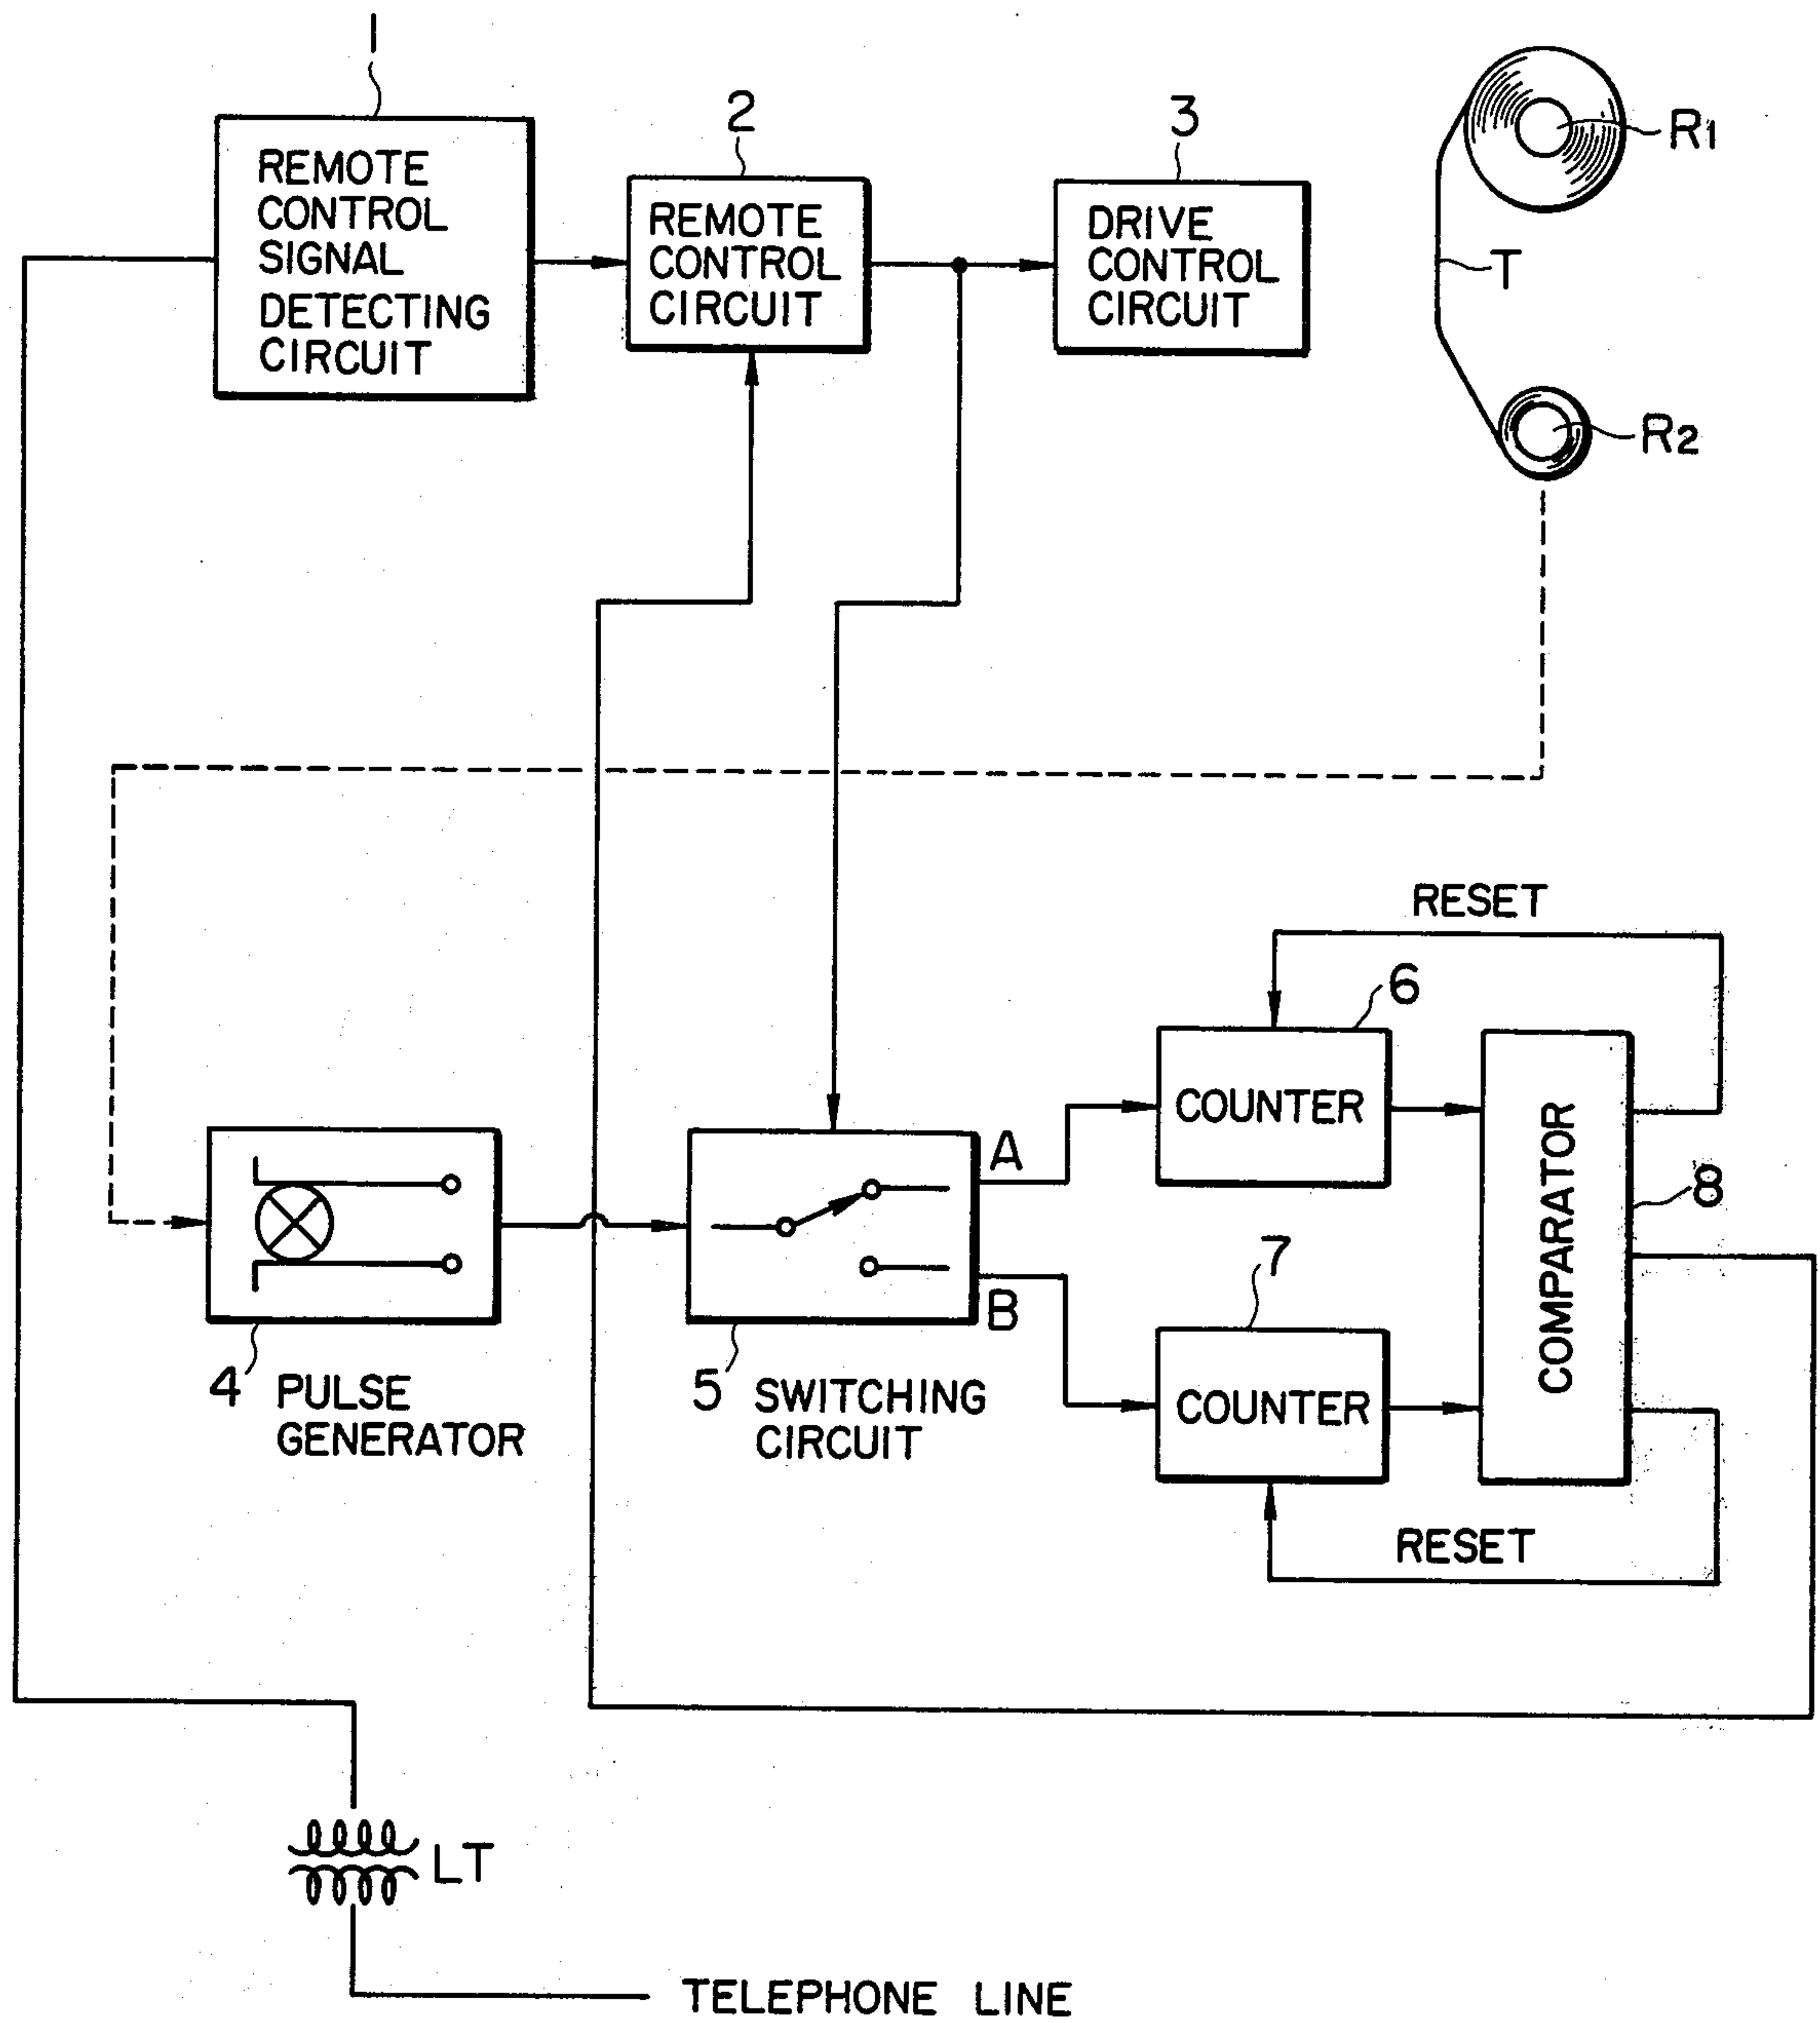 1
REMOTE
CONTROL
SIGNAL
DETECTING
CIRCUIT
2
REMOTE
CONTROL
CIRCUIT
3
DRIVE
CONTROL
CIRCUIT
R1
T
R2
RESET
6
COUNTER
COMPARATOR
8
A
B
7
COUNTER
RESET
4 PULSE
GENERATOR
5 SWITCHING
CIRCUIT
LT
TELEPHONE LINE